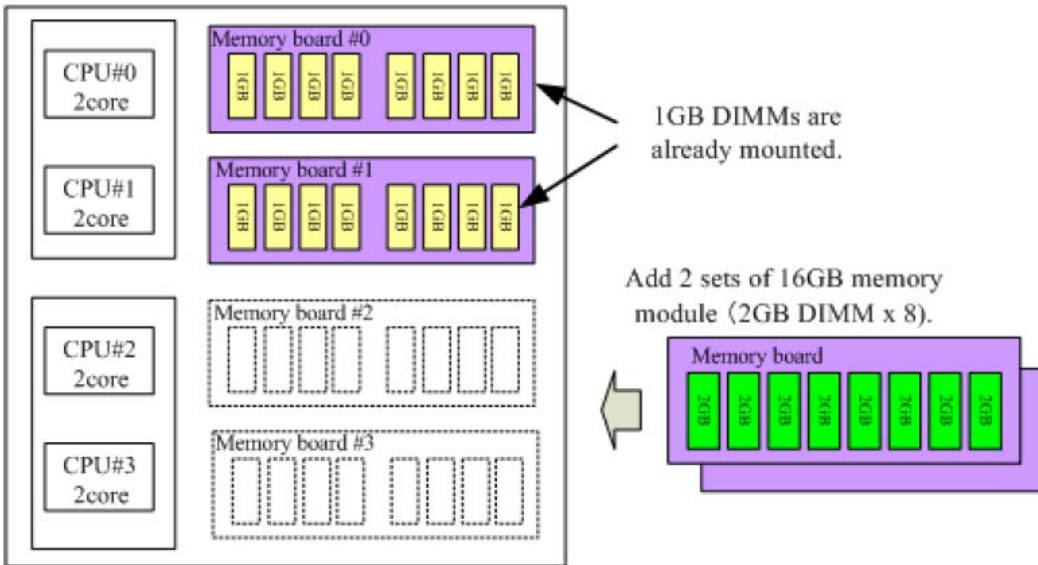 CPU#0
2core
CPU#1
2core
Memory board #0
1GB 1GB 1GB 1GB 1GB 1GB 1GB 1GB
Memory board #1
1GB 1GB 1GB 1GB 1GB 1GB 1GB 1GB
1GB DIMMs are
already mounted.
CPU#2
2core
CPU#3
2core
Memory board #2
Memory board #3
Add 2 sets of 16GB memory
module (2GB DIMM x 8).
Memory board
2GB 2GB 2GB 2GB 2GB 2GB 2GB 2GB